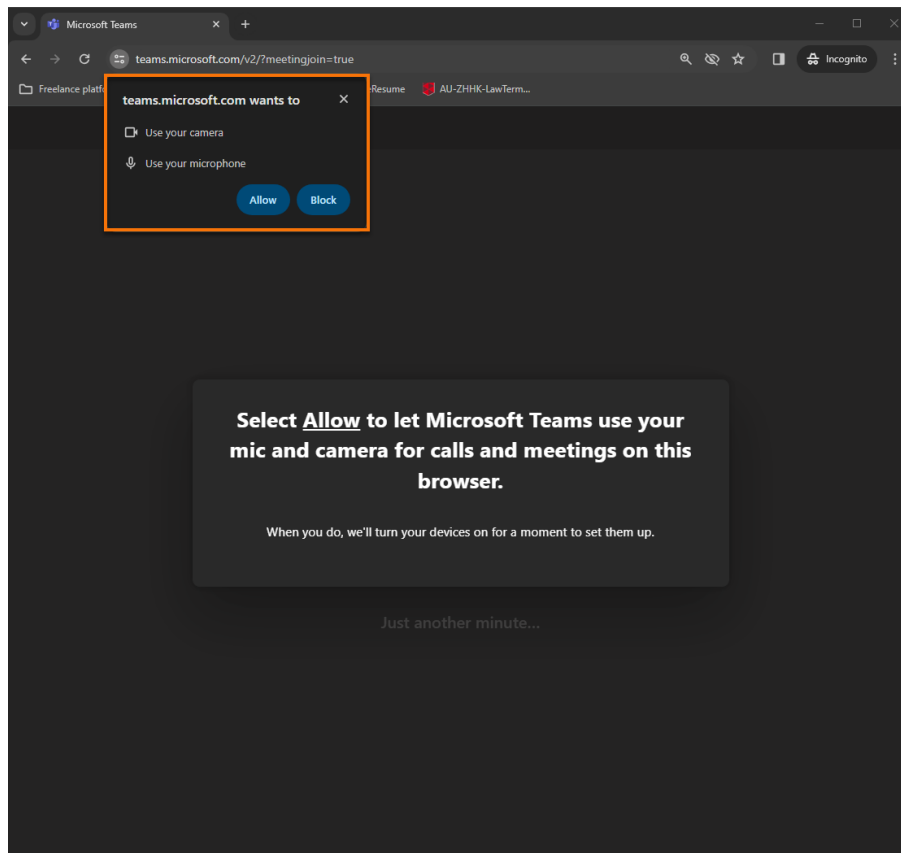 Microsoft Teams
teams.microsoft.com/v2/?meetingjoin=true
Incognito
Freelance platf
eResume
AU-ZHHK-LawTerm...
teams.microsoft.com wants to
Use your camera
Use your microphone
Allow
Block
Select Allow to let Microsoft Teams use your
mic and camera for calls and meetings on this
browser.
When you do, we'll turn your devices on for a moment to set them up.
Just another minute...